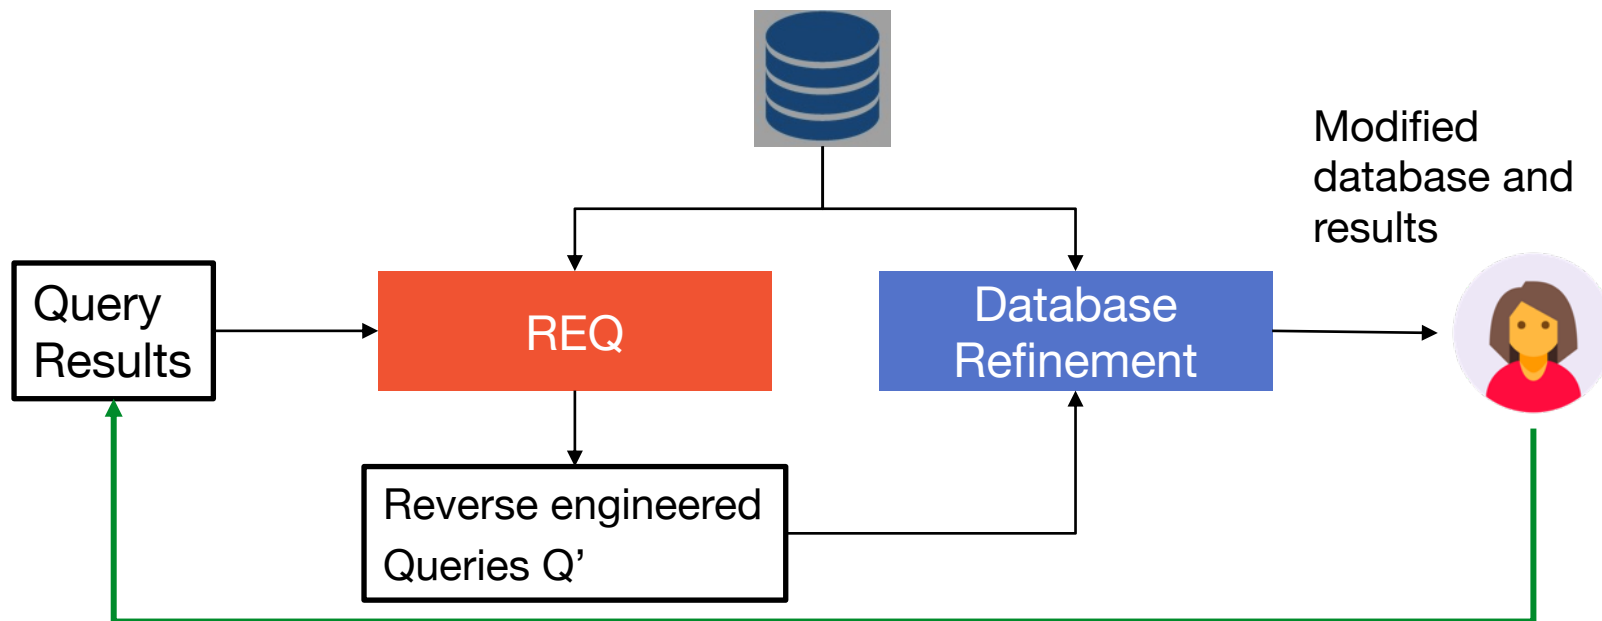 Modified
database and
results
Query
Results
REQ
Database
Refinement
Reverse engineered
Queries Q’